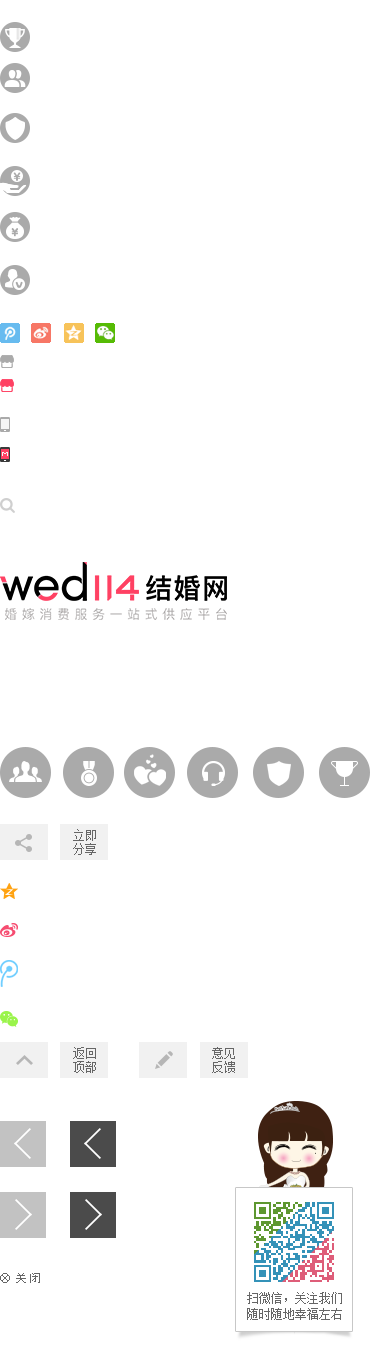 wed114 结婚网
婚嫁消费服务一站式供应平台
立即
分享
返回
顶部
意见
反馈
扫微信，关注我们
随时随地幸福左右
关闭